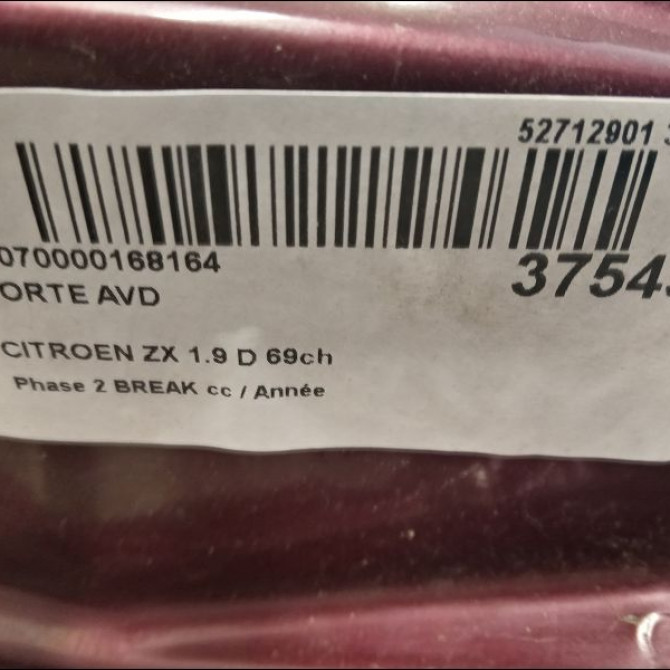 52712901
070000168164
3754
ORTE AVD
CITROEN ZX 1.9 D 69ch
Phase 2 BREAK cc / Année